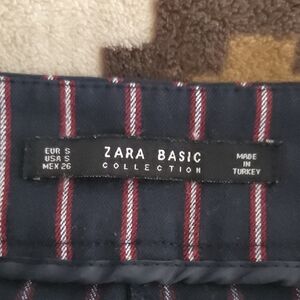 EUR S
USA S
MEX 26
ZARA BASIC
COLLECTION
MADE
IN
TURKEY